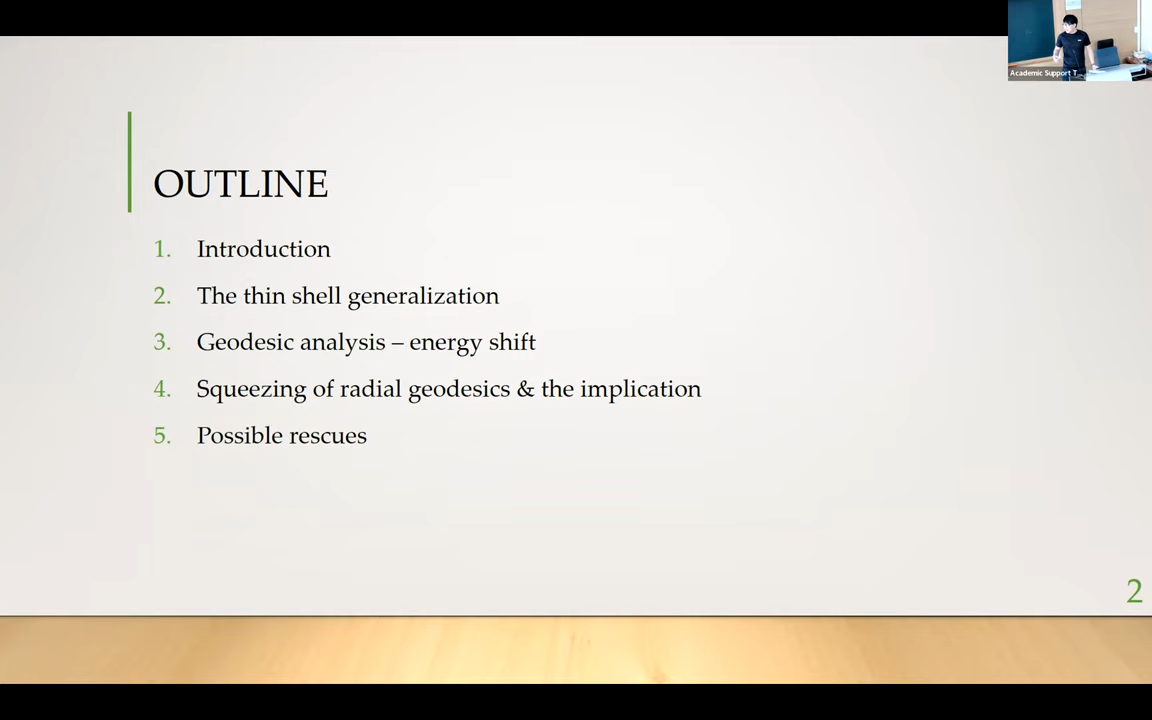 Academic Support T...
OUTLINE
1. Introduction
2. The thin shell generalization
3. Geodesic analysis – energy shift
4. Squeezing of radial geodesics & the implication
5. Possible rescues
2